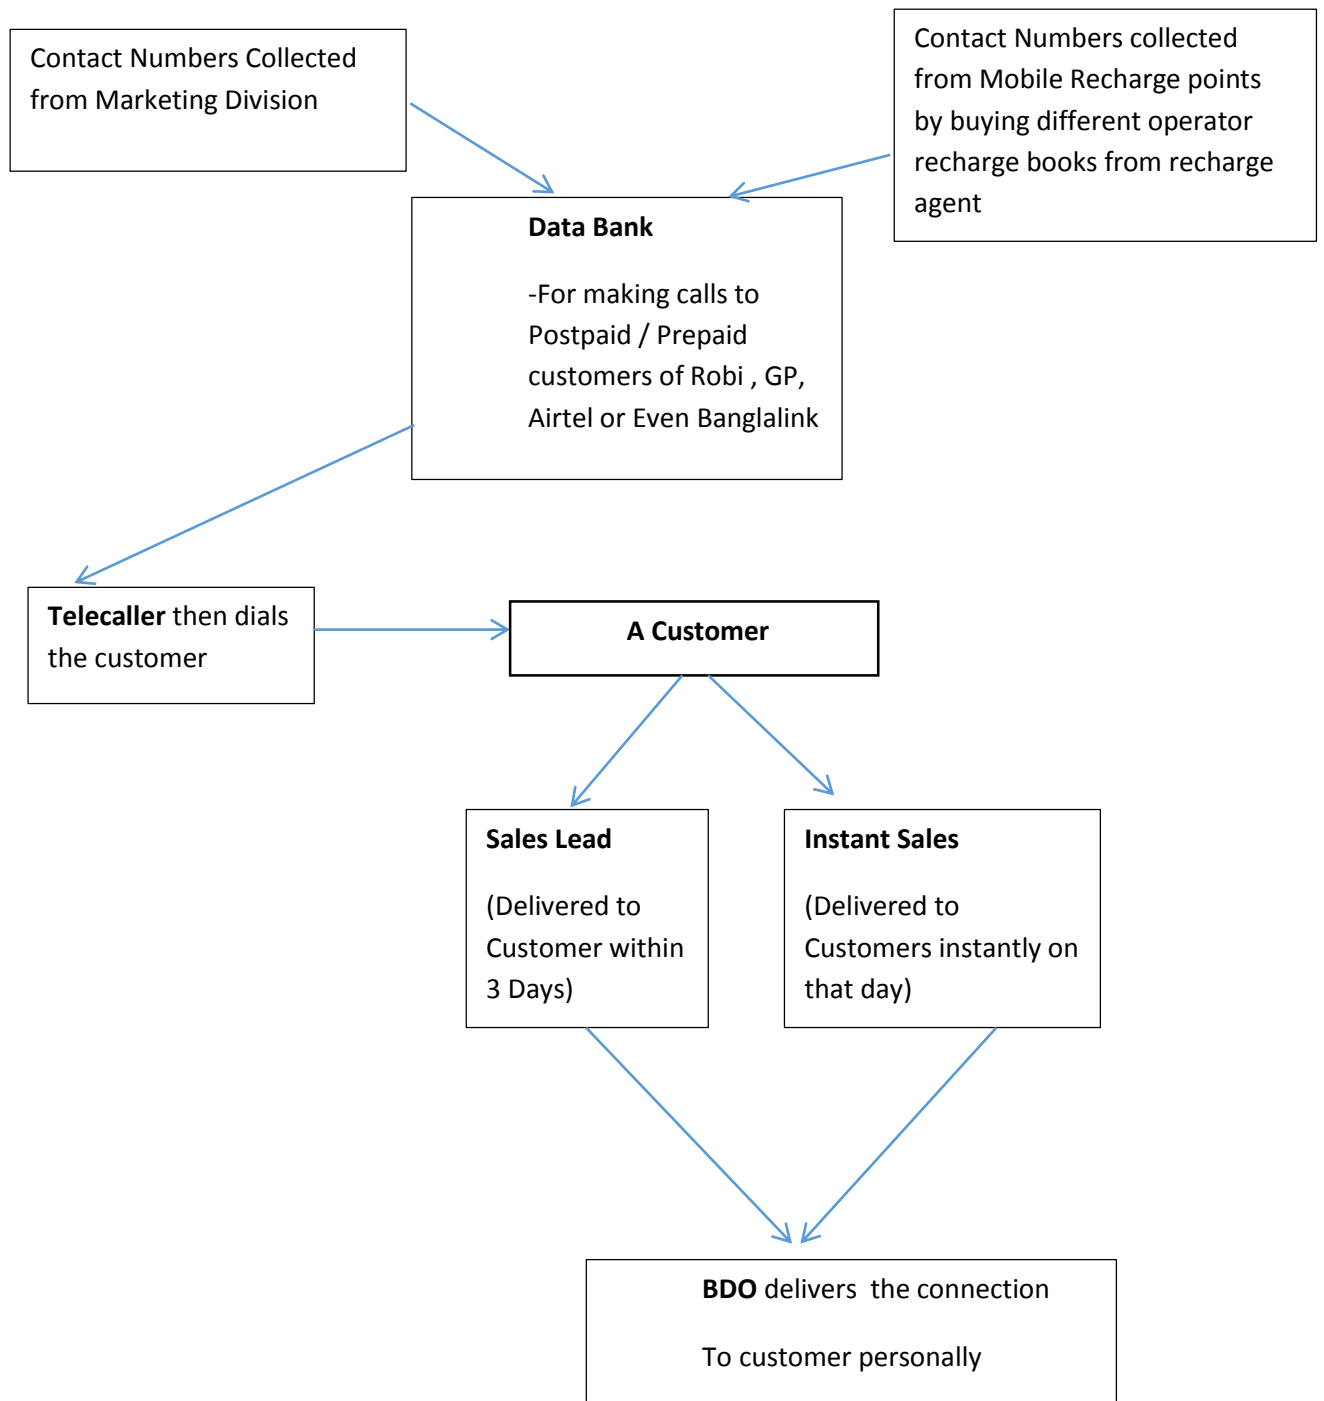 Contact Numbers Collected
from Marketing Division
Contact Numbers collected
from Mobile Recharge points
by buying different operator
recharge books from recharge
agent
Data Bank
-For making calls to
Postpaid / Prepaid
customers of Robi , GP,
Airtel or Even Banglalink
Telecaller then dials
the customer
A Customer
Sales Lead
(Delivered to
Customer within
3 Days)
Instant Sales
(Delivered to
Customers instantly on
that day)
BDO delivers  the connection
To customer personally